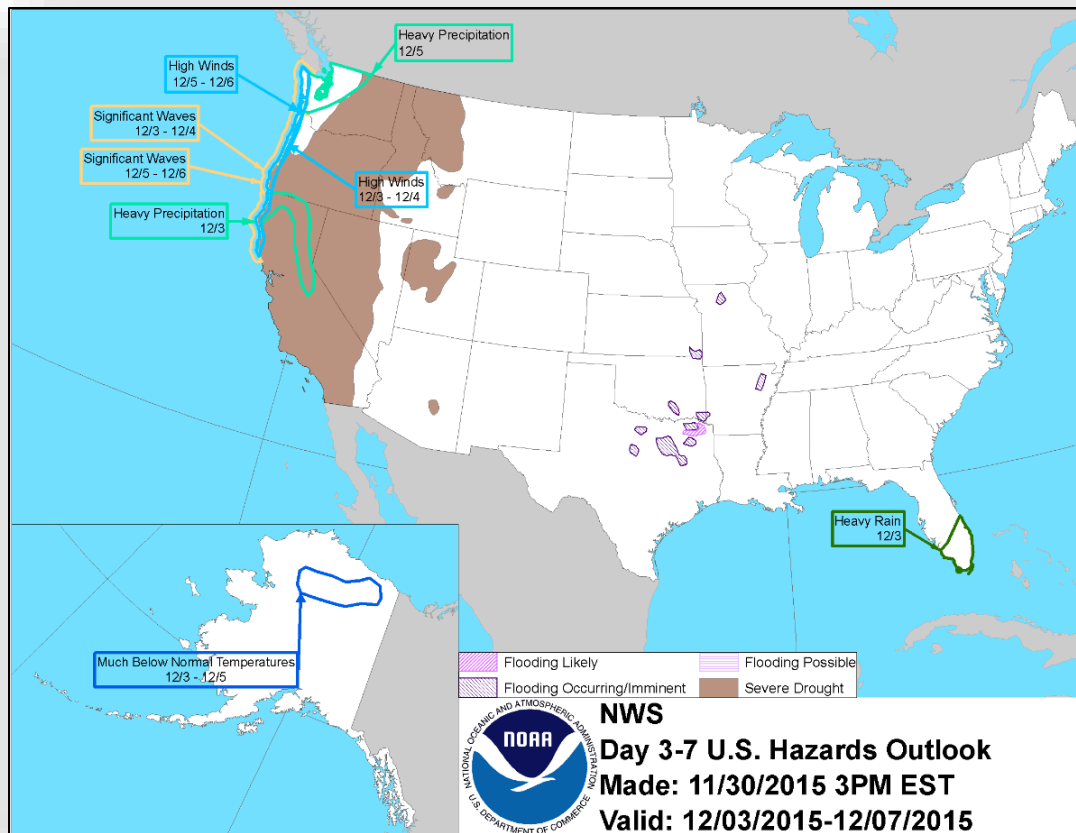 Heavy Precipitation
12/5
High Winds
12/5 - 12/6
Significant Waves
12/3 - 12/4
Significant Waves
12/5 - 12/6
High Winds
12/3 - 12/4
Heavy Precipitation
12/3
Heavy Rain
12/3
Much Below Normal Temperatures
12/3 - 12/5
Flooding Likely
Flooding Possible
Flooding Occurring/Imminent
Severe Drought
NATIONAL OCEANIC AND ATMOSPHERIC ADMINISTRATION
NOAA
U.S. DEPARTMENT OF COMMERCE
NWS
Day 3-7 U.S. Hazards Outlook
Made: 11/30/2015 3PM EST
Valid: 12/03/2015-12/07/2015